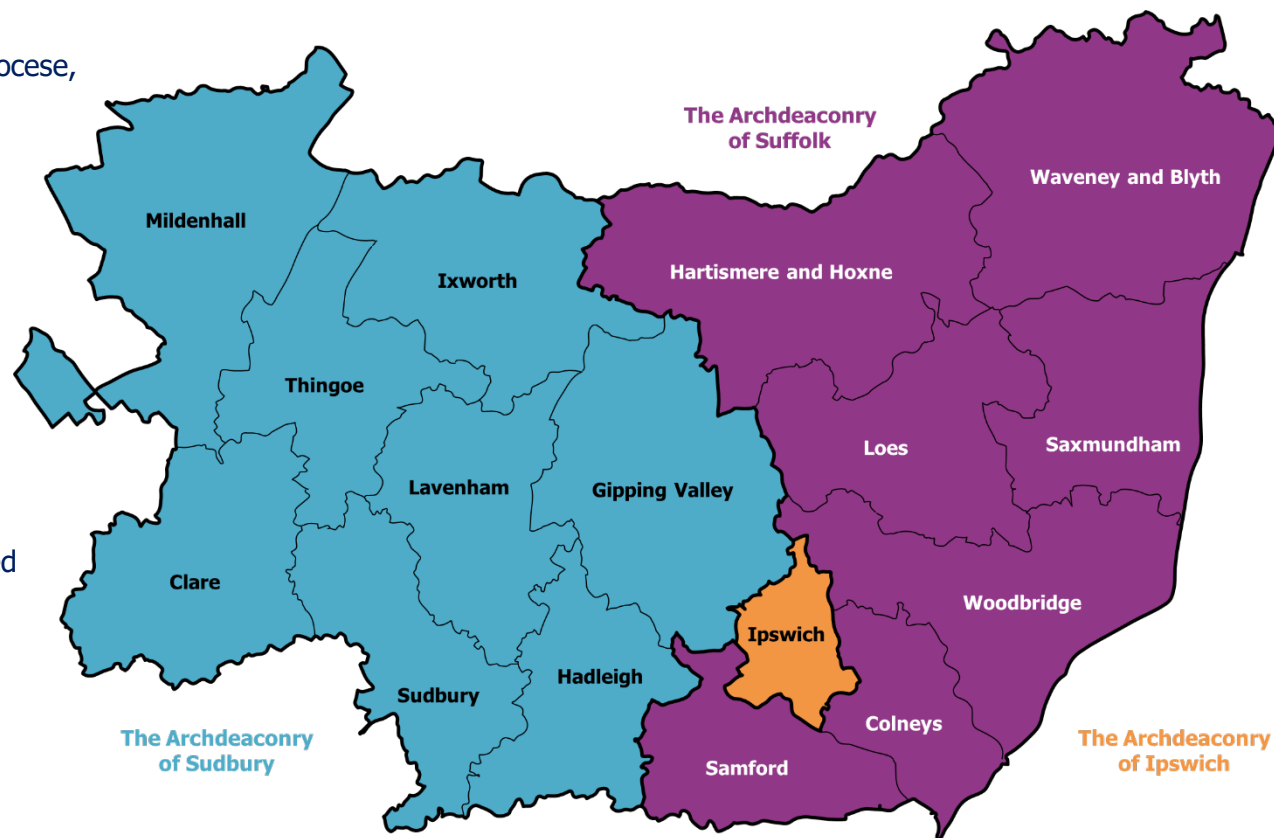 ocese,
The Archdeaconry
of Suffolk
Waveney and Blyth
Mildenhall
Hartismere and Hoxne
Ixworth
Thingoe
Loes
Saxmundham
Lavenham
Gipping Valley
ed
Clare
Woodbridge
Ipswich
Hadleigh
Sudbury
Colneys
The Archdeaconry
of Sudbury
Samford
The Archdeaconry
of Ipswich